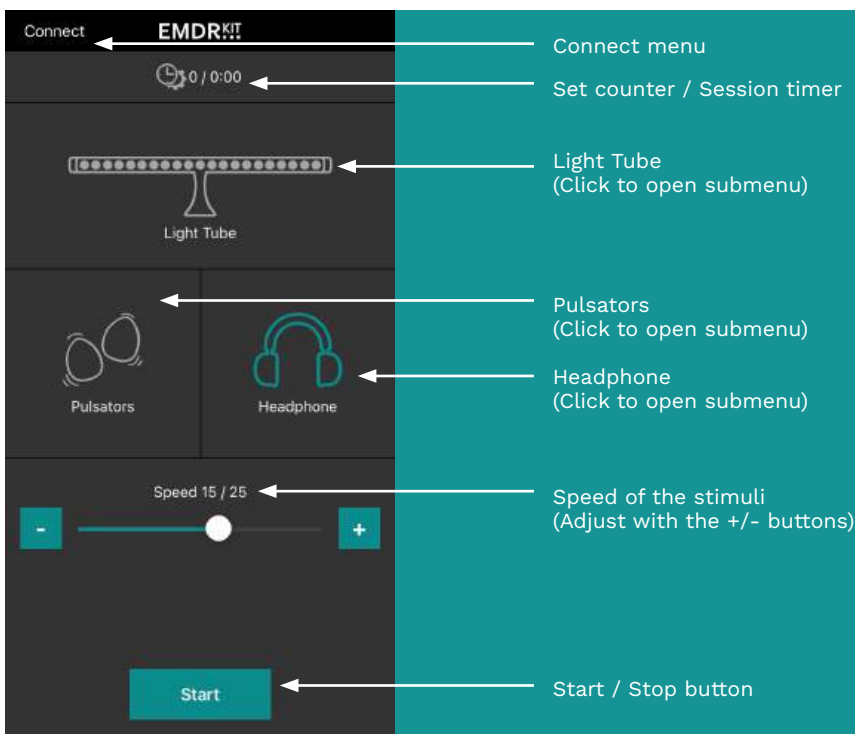 Connect
EMDRKIT
0 / 0:00
Light Tube
Pulsators
Headphone
Speed 15 / 25
-
+
Start
Connect menu
Set counter / Session timer
Light Tube
(Click to open submenu)
Pulsators
(Click to open submenu)
Headphone
(Click to open submenu)
Speed of the stimuli
(Adjust with the +/- buttons)
Start / Stop button